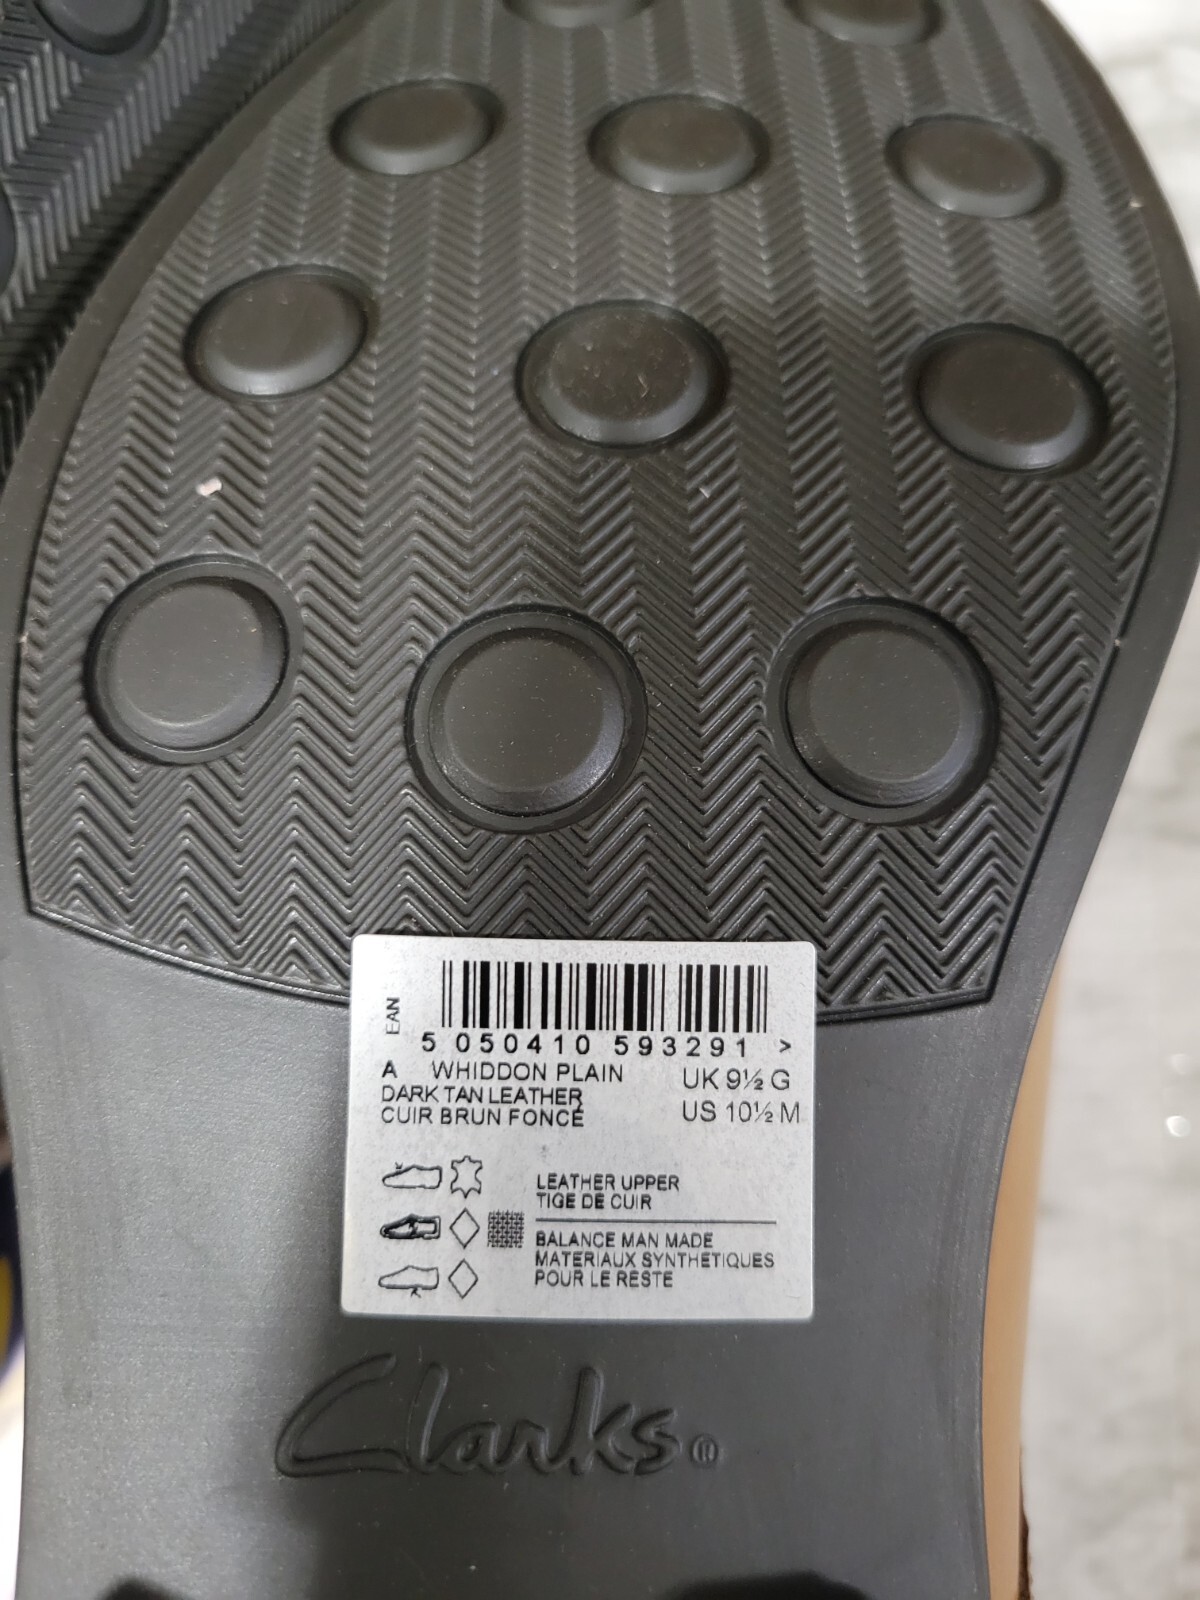 EAN
5 050410 593291 >
A WHIDDON PLAIN
DARK TAN LEATHER
CUIR BRUN FONCÉ
UK 9½ G
US 10½ M
LEATHER UPPER
TIGE DE CUIR
BALANCE MAN MADE
MATERIAUX SYNTHETIQUES
POUR LE RESTE
Clarks®